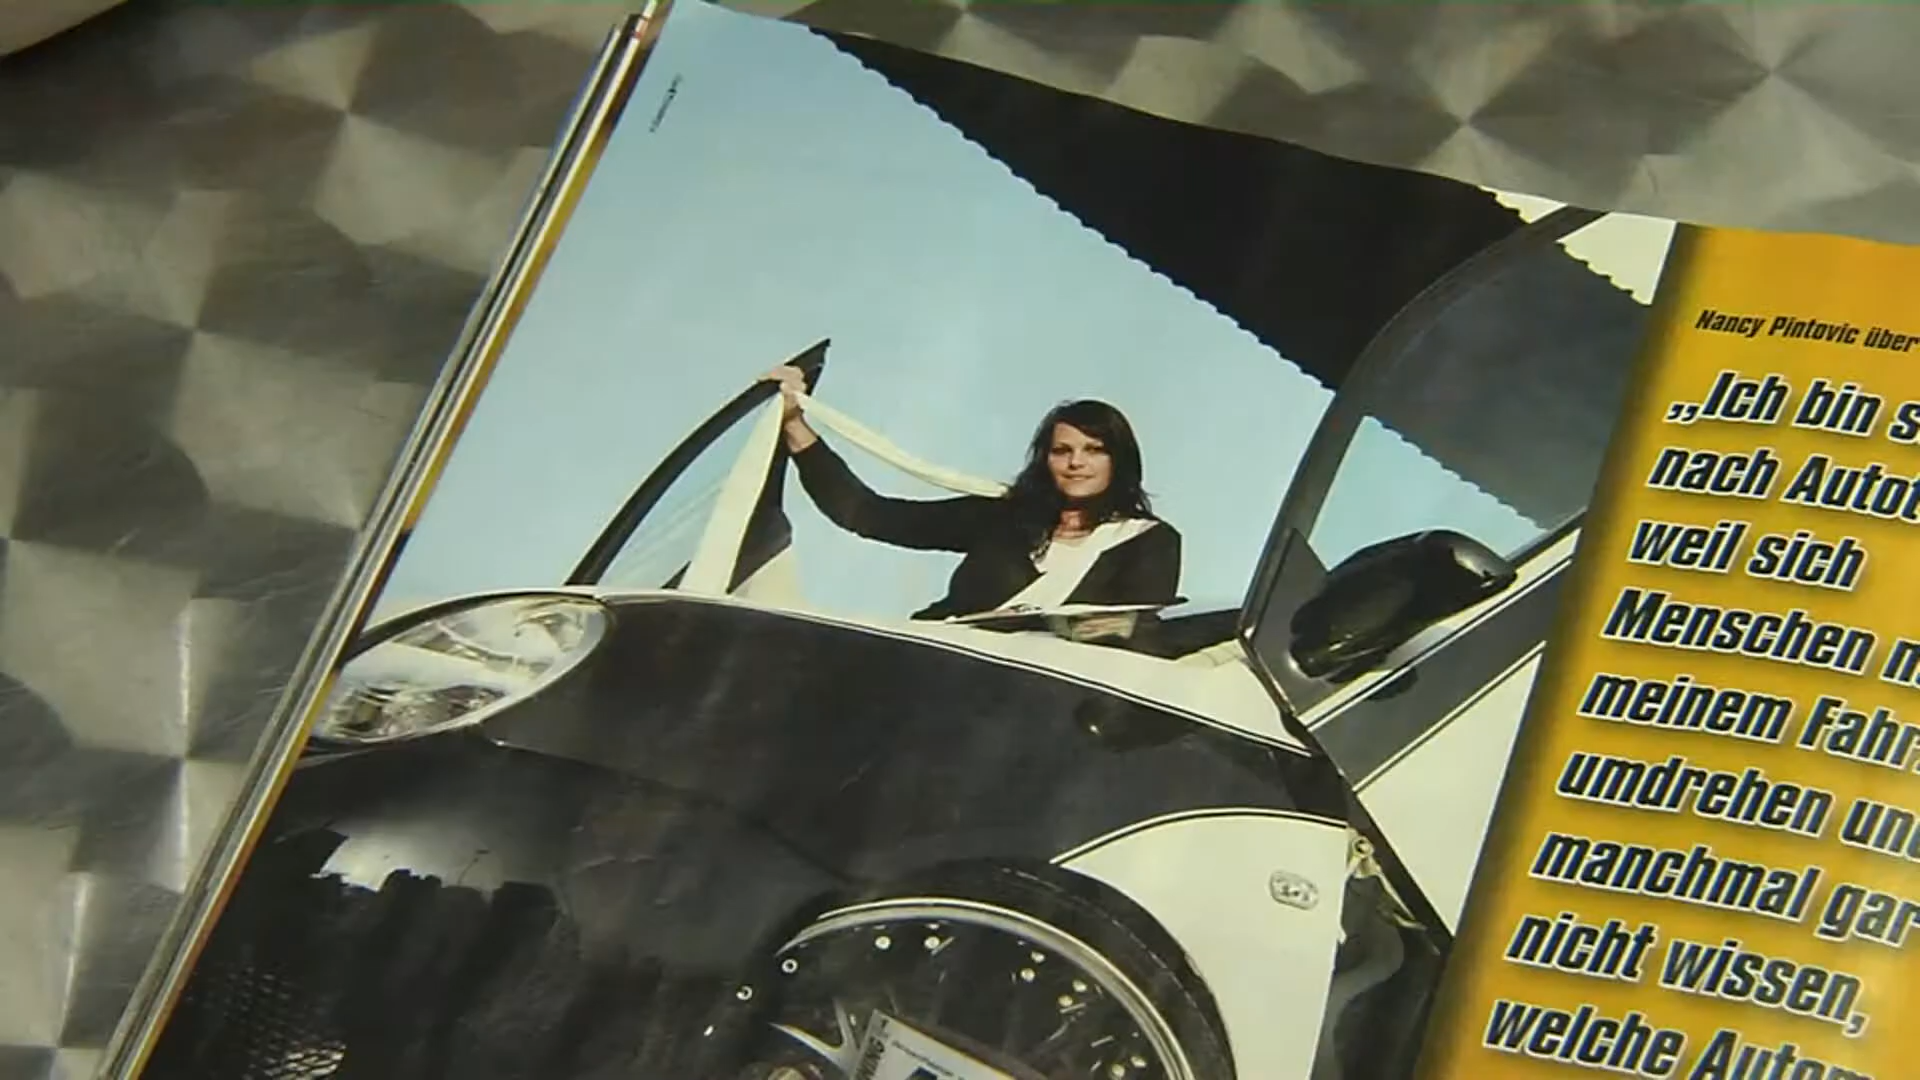 Nancy Pintovic über
„Ich bin s
nach Autot
weil sich
Menschen m
meinem Fahr
umdrehen und
manchmal gar
nicht wissen,
welche Autom